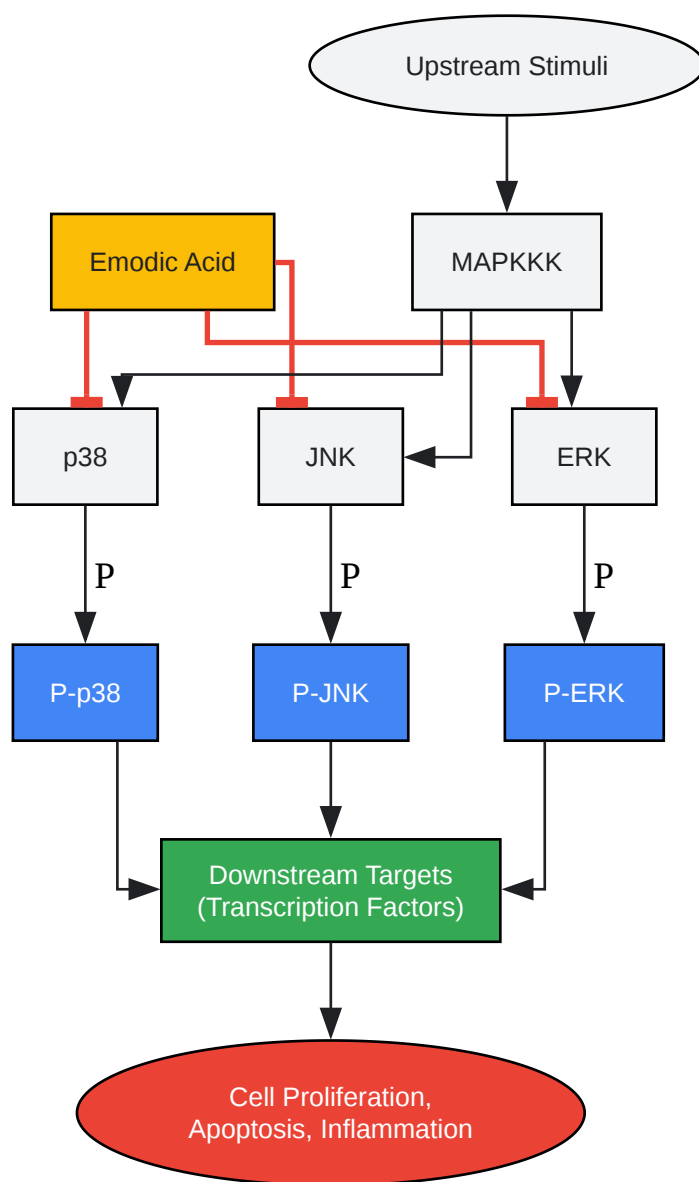 Upstream Stimuli
Emodic Acid
MAPKKK
p38
JNK
ERK
P
P
P
P-p38
P-JNK
P-ERK
Downstream Targets
(Transcription Factors)
Cell Proliferation,
Apoptosis, Inflammation